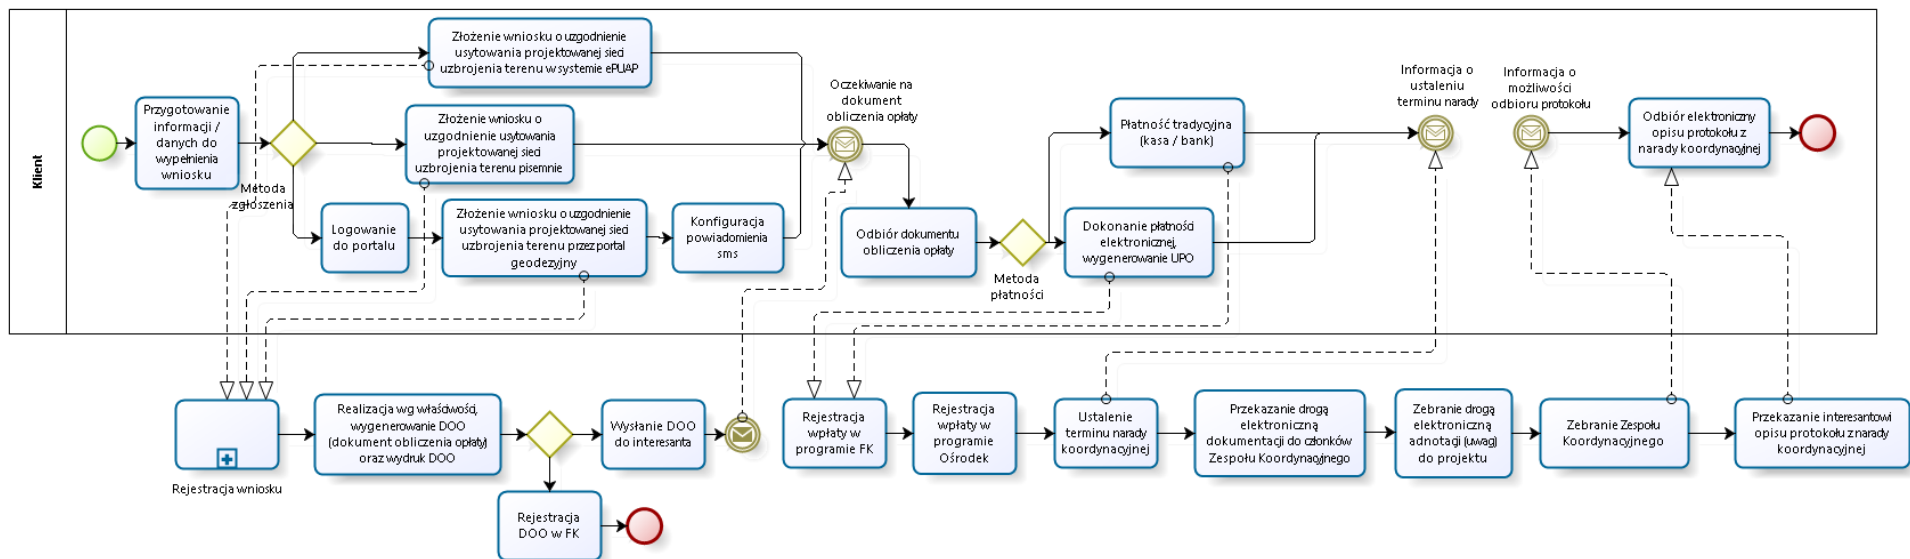 Klient
Przygotowanie
informacji /
danych do
wypełnienia
wniosku
Metoda
zgłoszenia
Złożenie wniosku o uzgodnienie
usytowania projektowanej sieci
uzbrojenia terenu w systemie ePUAP
Złożenie wniosku o
uzgodnienie usytowania
projektowanej sieci
uzbrojenia terenu pisemnie
Logowanie
do portalu
Złożenie wniosku o uzgodnienie
usytowania projektowanej sieci
uzbrojenia terenu przez portal
geodezyjny
Konfiguracja
powiadomienia
sms
Oczekiwanie na
dokument
obliczenia opłaty
Odbiór dokumentu
obliczenia opłaty
Metoda
płatności
Płatność tradycyjna
(kasa / bank)
Dokonanie płatności
elektronicznej,
wygenerowanie UPO
Informacja o
ustaleniu
terminu narady
Informacja o
możliwości
odbioru protokołu
Odbiór elektroniczny
opisu protokołu z
narady koordynacyjnej
Rejestracja wniosku
Realizacja wg właściwości,
wygenerowanie DOO
(dokument obliczenia opłaty)
oraz wydruk DOO
Wysłanie DOO
do interesanta
Rejestracja
DOO w FK
Rejestracja
wpłaty w
programie FK
Rejestracja
wpłaty w
programie
Ośrodek
Ustalenie
terminu narady
koordynacyjnej
Przekazanie drogą
elektroniczną
dokumentacji do członków
Zespołu Koordynacyjnego
Zebranie drogą
elektroniczną
adnotacji (uwag)
do projektu
Zebranie Zespołu
Koordynacyjnego
Przekazanie interesantowi
opisu protokołu z narady
koordynacyjnej